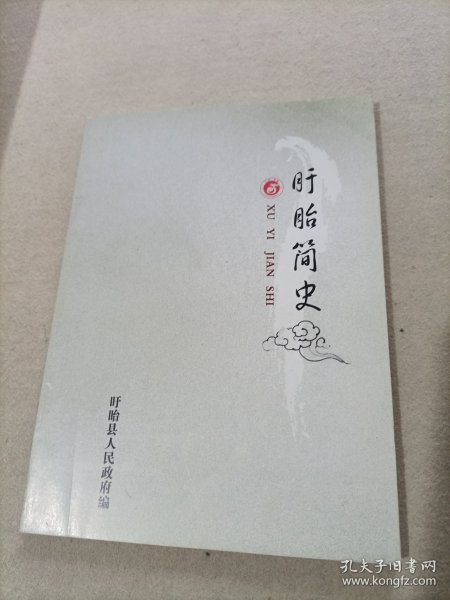 盱眙简史
XU YI JIAN SHI
盱眙县人民政府编
孔夫子旧书网
www.kongfz.com